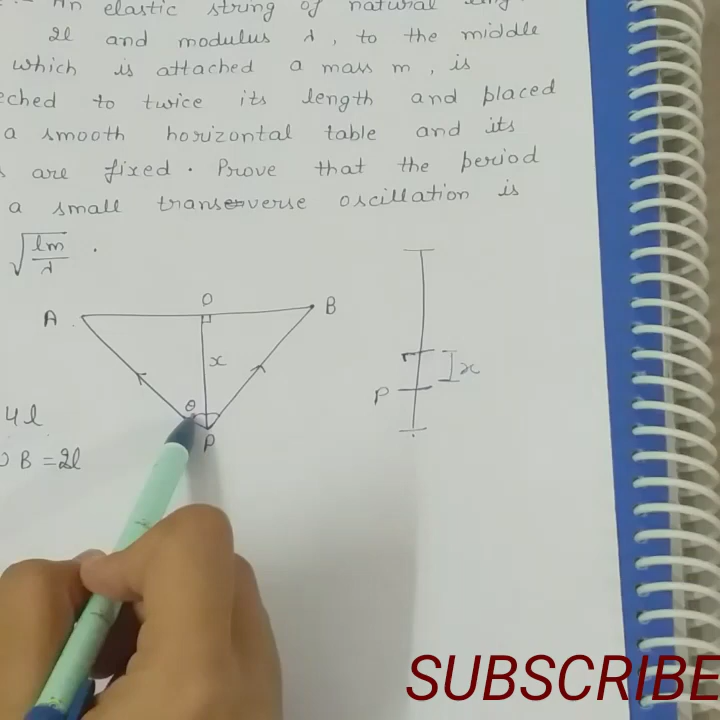 An elastic string of natural
2l and modulus λ, to the middle
which is attached a mass m, is
ched to twice its length and placed
a smooth horizontal table and its
s are fixed. Prove that the period
a small transverse oscillation is
√(lm/λ) .
O
A B
x
x
P
θ
P
4l
O B = 2l
SUBSCRIBE